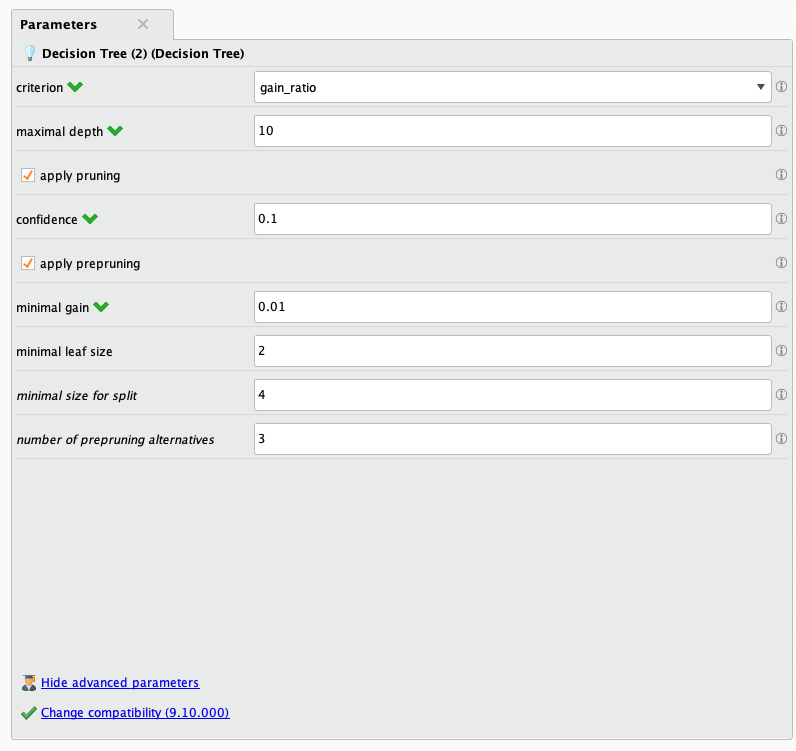 Parameters
Decision Tree (2) (Decision Tree)
criterion gain_ratio
maximal depth 10
apply pruning
confidence 0.1
apply prepruning
minimal gain 0.01
minimal leaf size 2
minimal size for split 4
number of prepruning alternatives 3
Hide advanced parameters
Change compatibility (9.10.000)